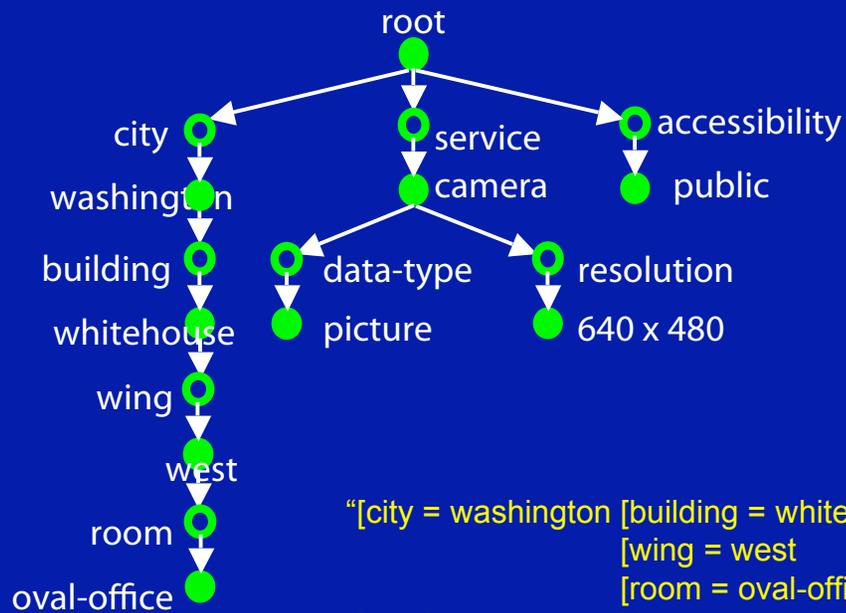 root
city
service
accessibility
washington
camera
public
building
data-type
resolution
whitehouse
picture
640 x 480
wing
west
“[city = washington [building = white
room
[wing = west
oval-office
[room = oval-offi